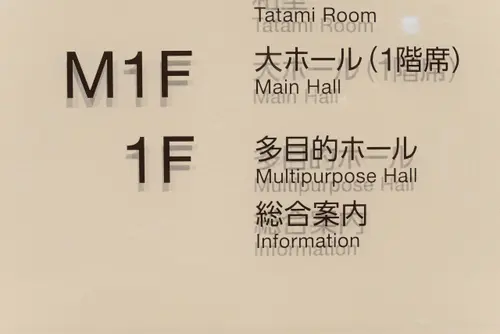 Tatami Room
M1F 大ホール(1階席)
Main Hall
1F 多目的ホール
Multipurpose Hall
総合案内
Information